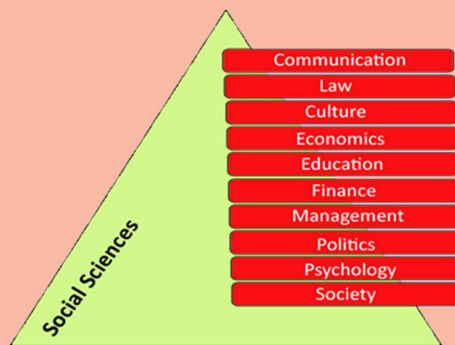 Communication
Law
Culture
Economics
Education
Finance
Management
Politics
Psychology
Society
Social Sciences